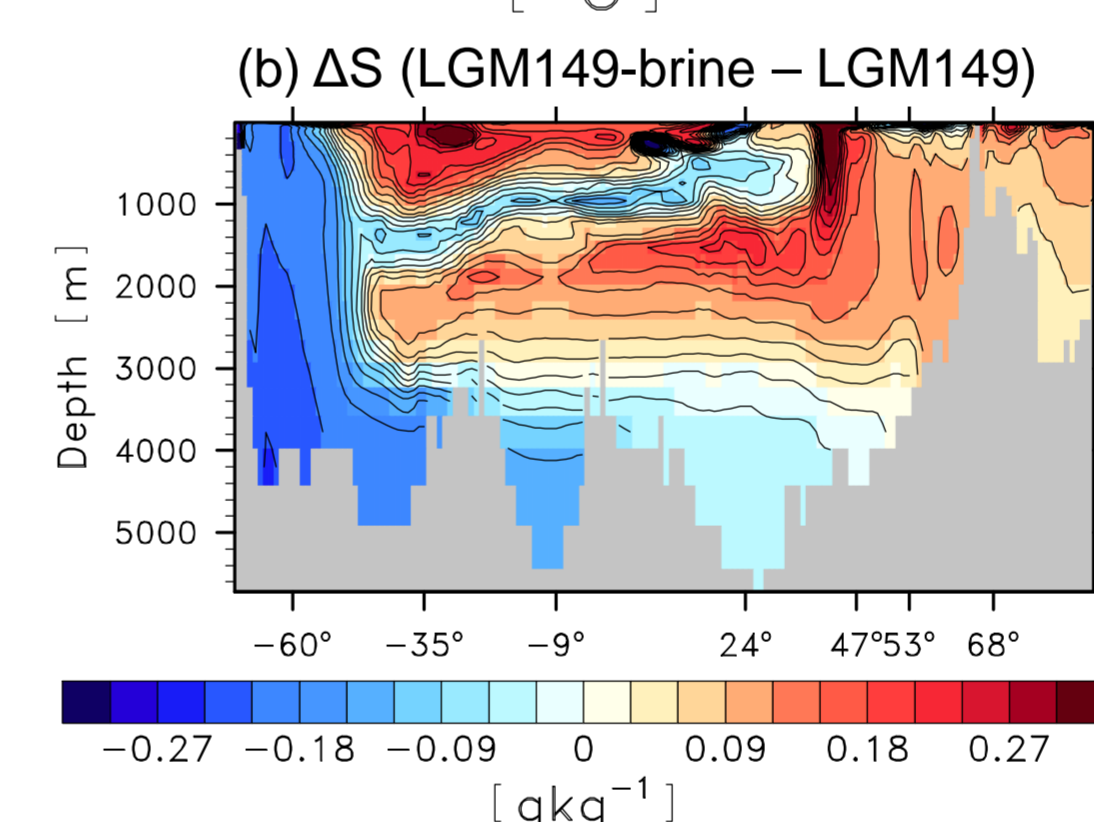 (b) ΔS (LGM149-brine – LGM149)
1000
2000
3000
4000
5000
Depth [m]
−60° −35° −9° 24° 47° 53° 68°
−0.27 −0.18 −0.09 0 0.09 0.18 0.27
[gkg⁻¹]